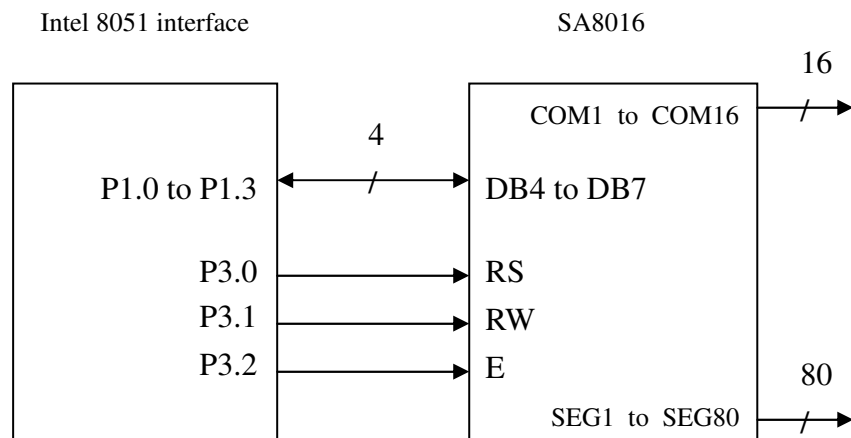 Intel 8051 interface
SA8016
16
COM1 to COM16
4
P1.0 to P1.3
DB4 to DB7
P3.0
RS
P3.1
RW
P3.2
E
80
SEG1 to SEG80